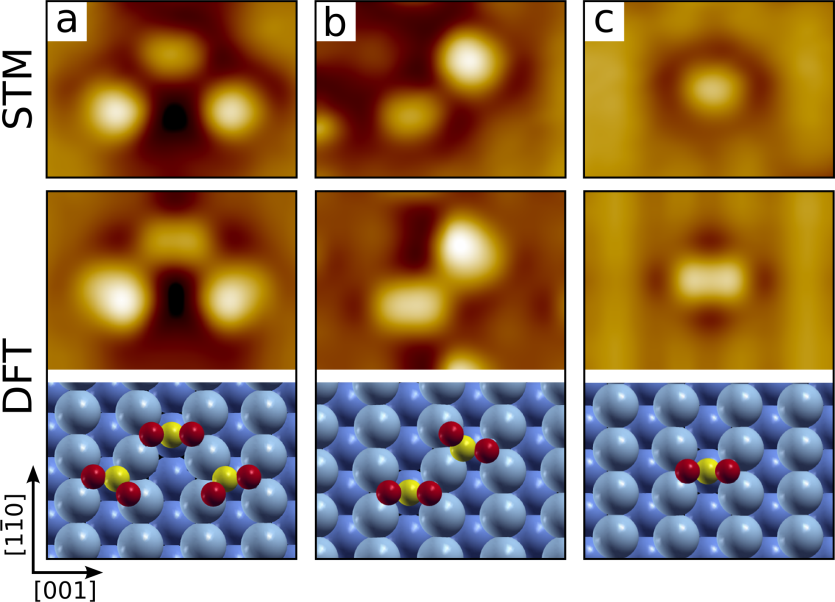 a
b
c
STM
DFT
[11̅0]
[001]